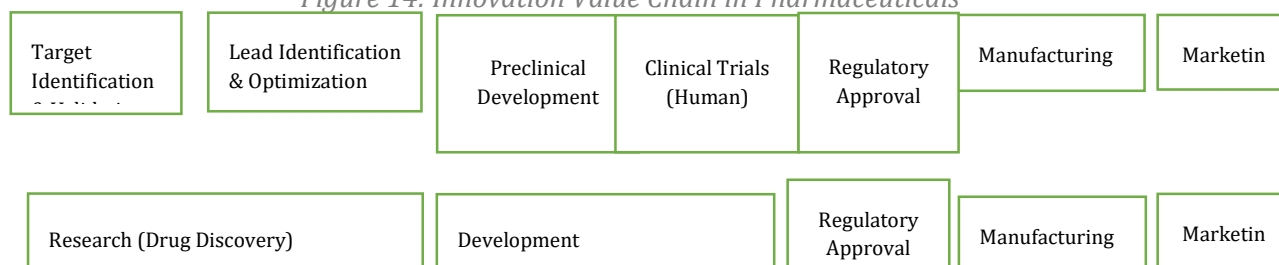 Figure 14. Innovation Value Chain in Pharmaceuticals
Target
Identification
Lead Identification
& Optimization
Preclinical
Development
Clinical Trials
(Human)
Regulatory
Approval
Manufacturing
Marketin
Research (Drug Discovery)
Development
Regulatory
Approval
Manufacturing
Marketin